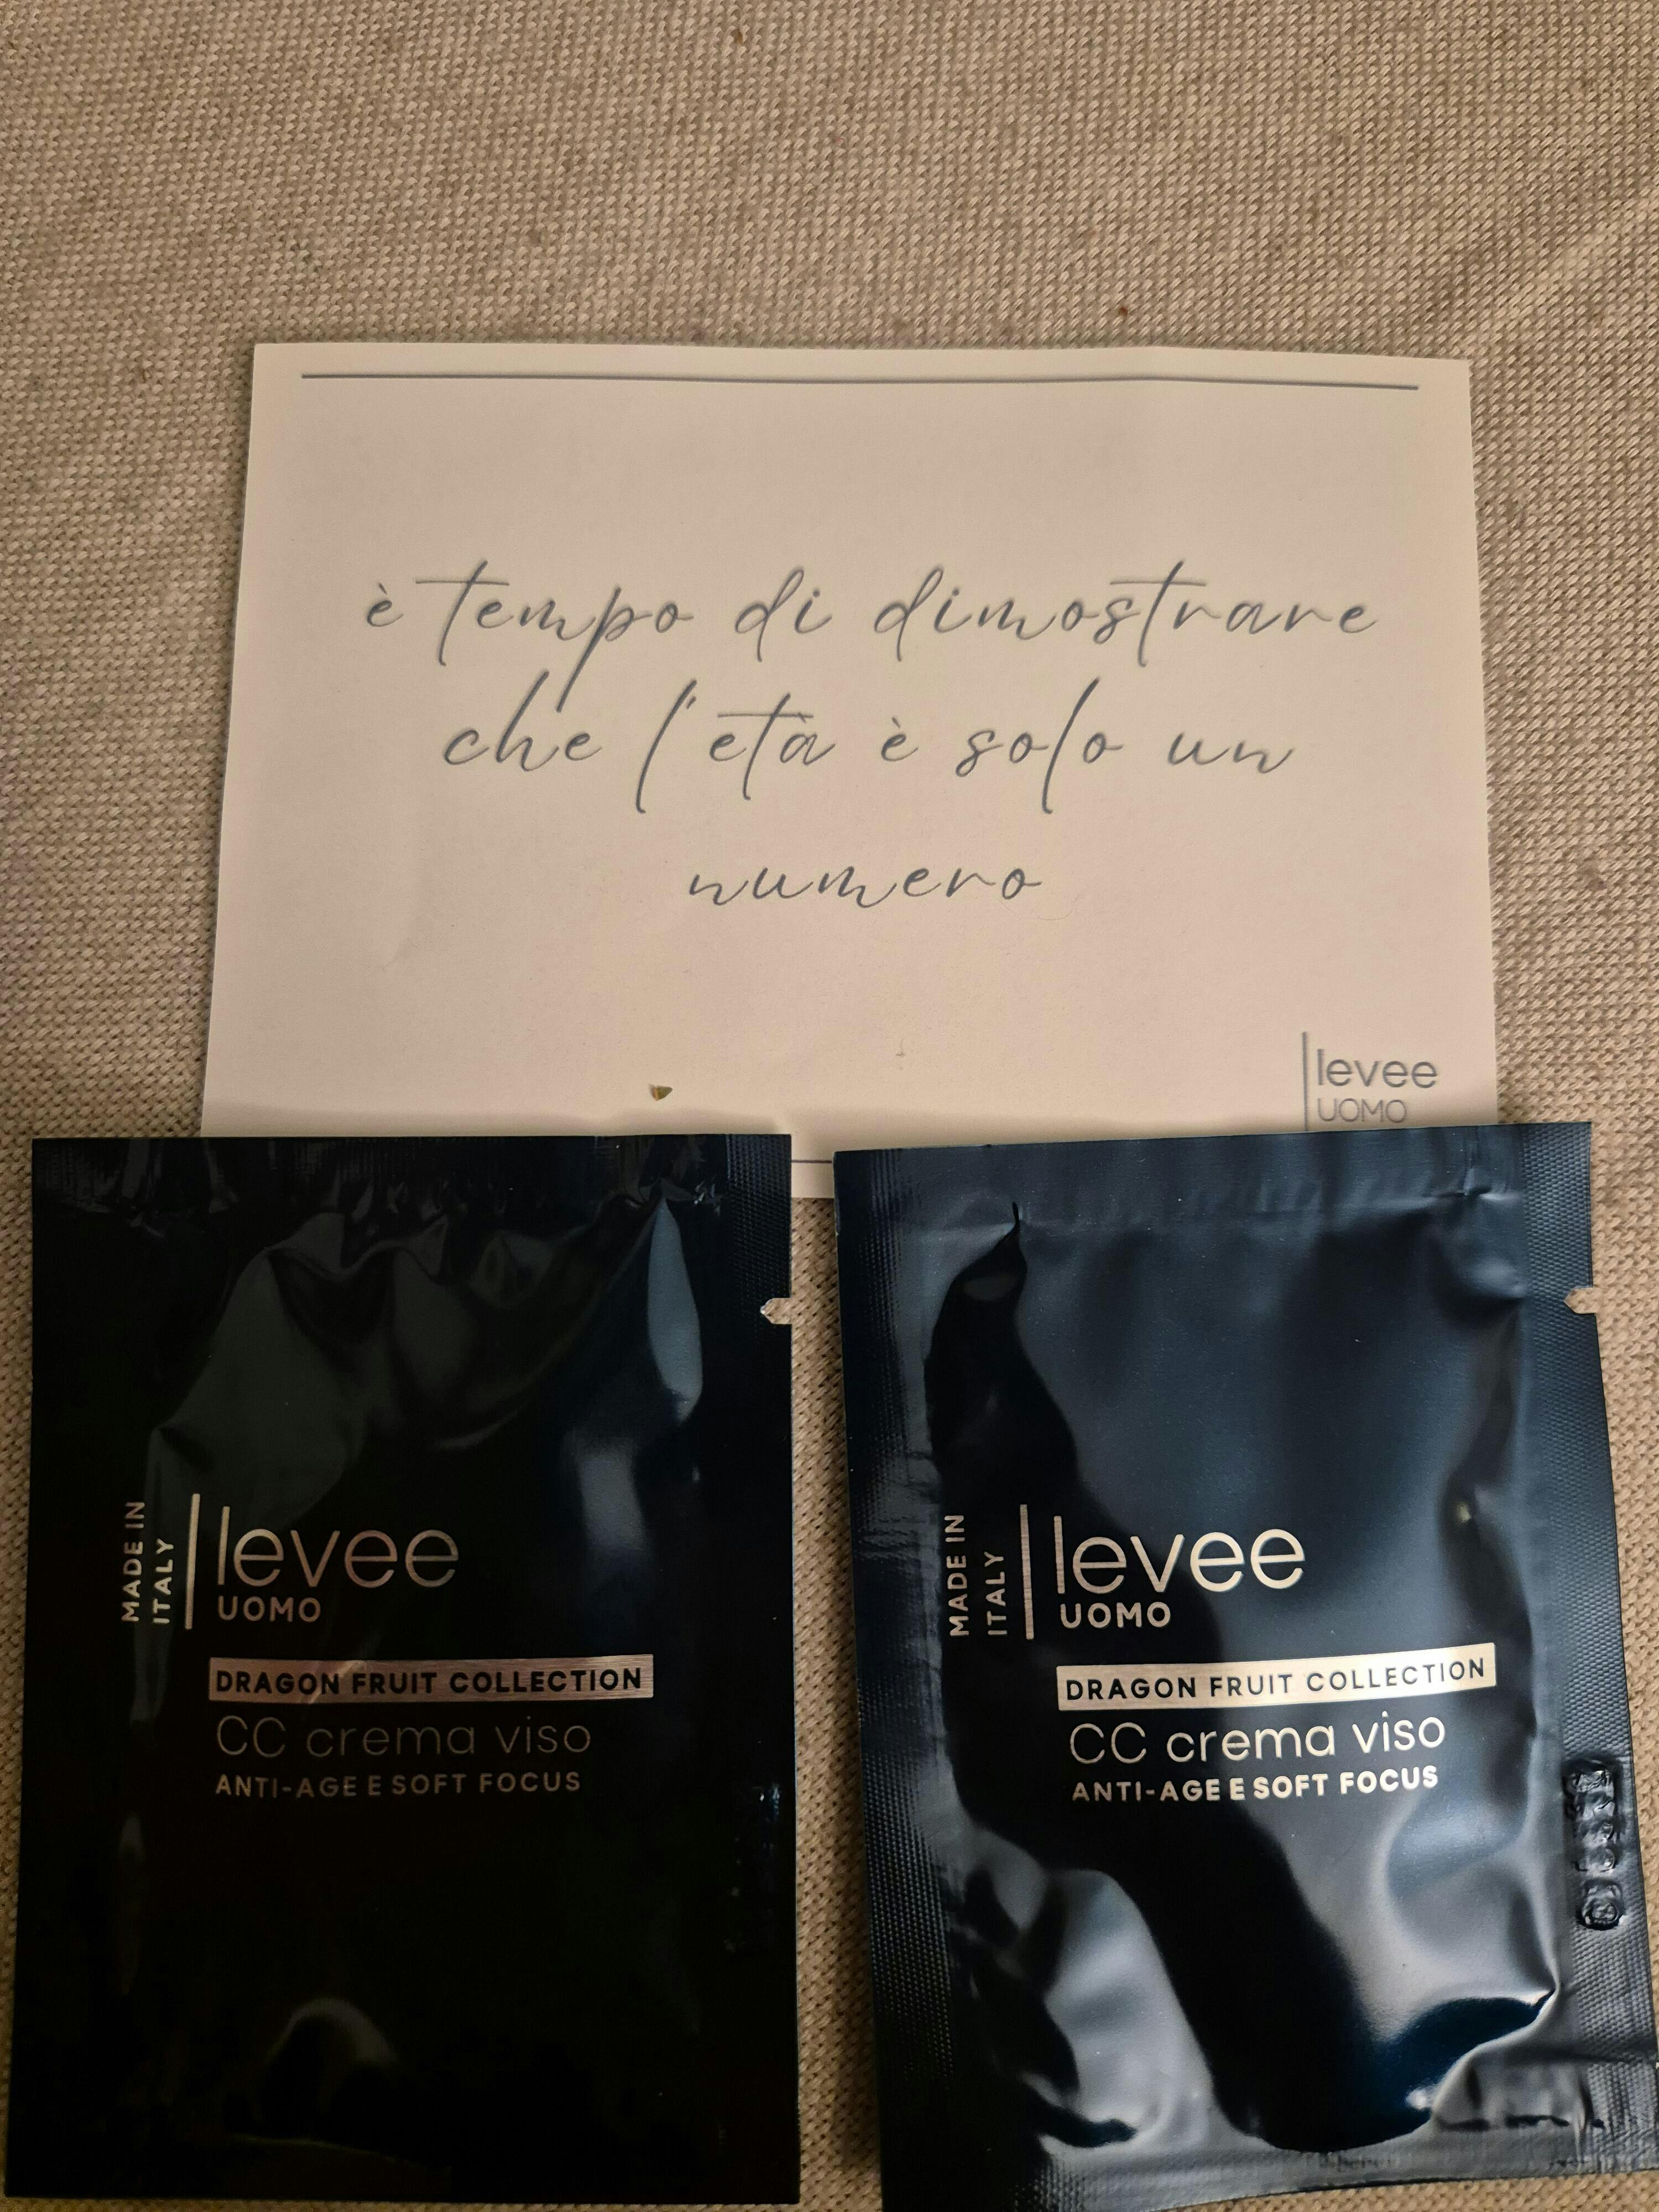 è tempo di dimostrare
che l'età è solo un
numero
levee
UOMO
MADE IN
ITALY
levee
UOMO
DRAGON FRUIT COLLECTION
CC crema viso
ANTI-AGE E SOFT FOCUS
MADE IN
ITALY
levee
UOMO
DRAGON FRUIT COLLECTION
CC crema viso
ANTI-AGE E SOFT FOCUS